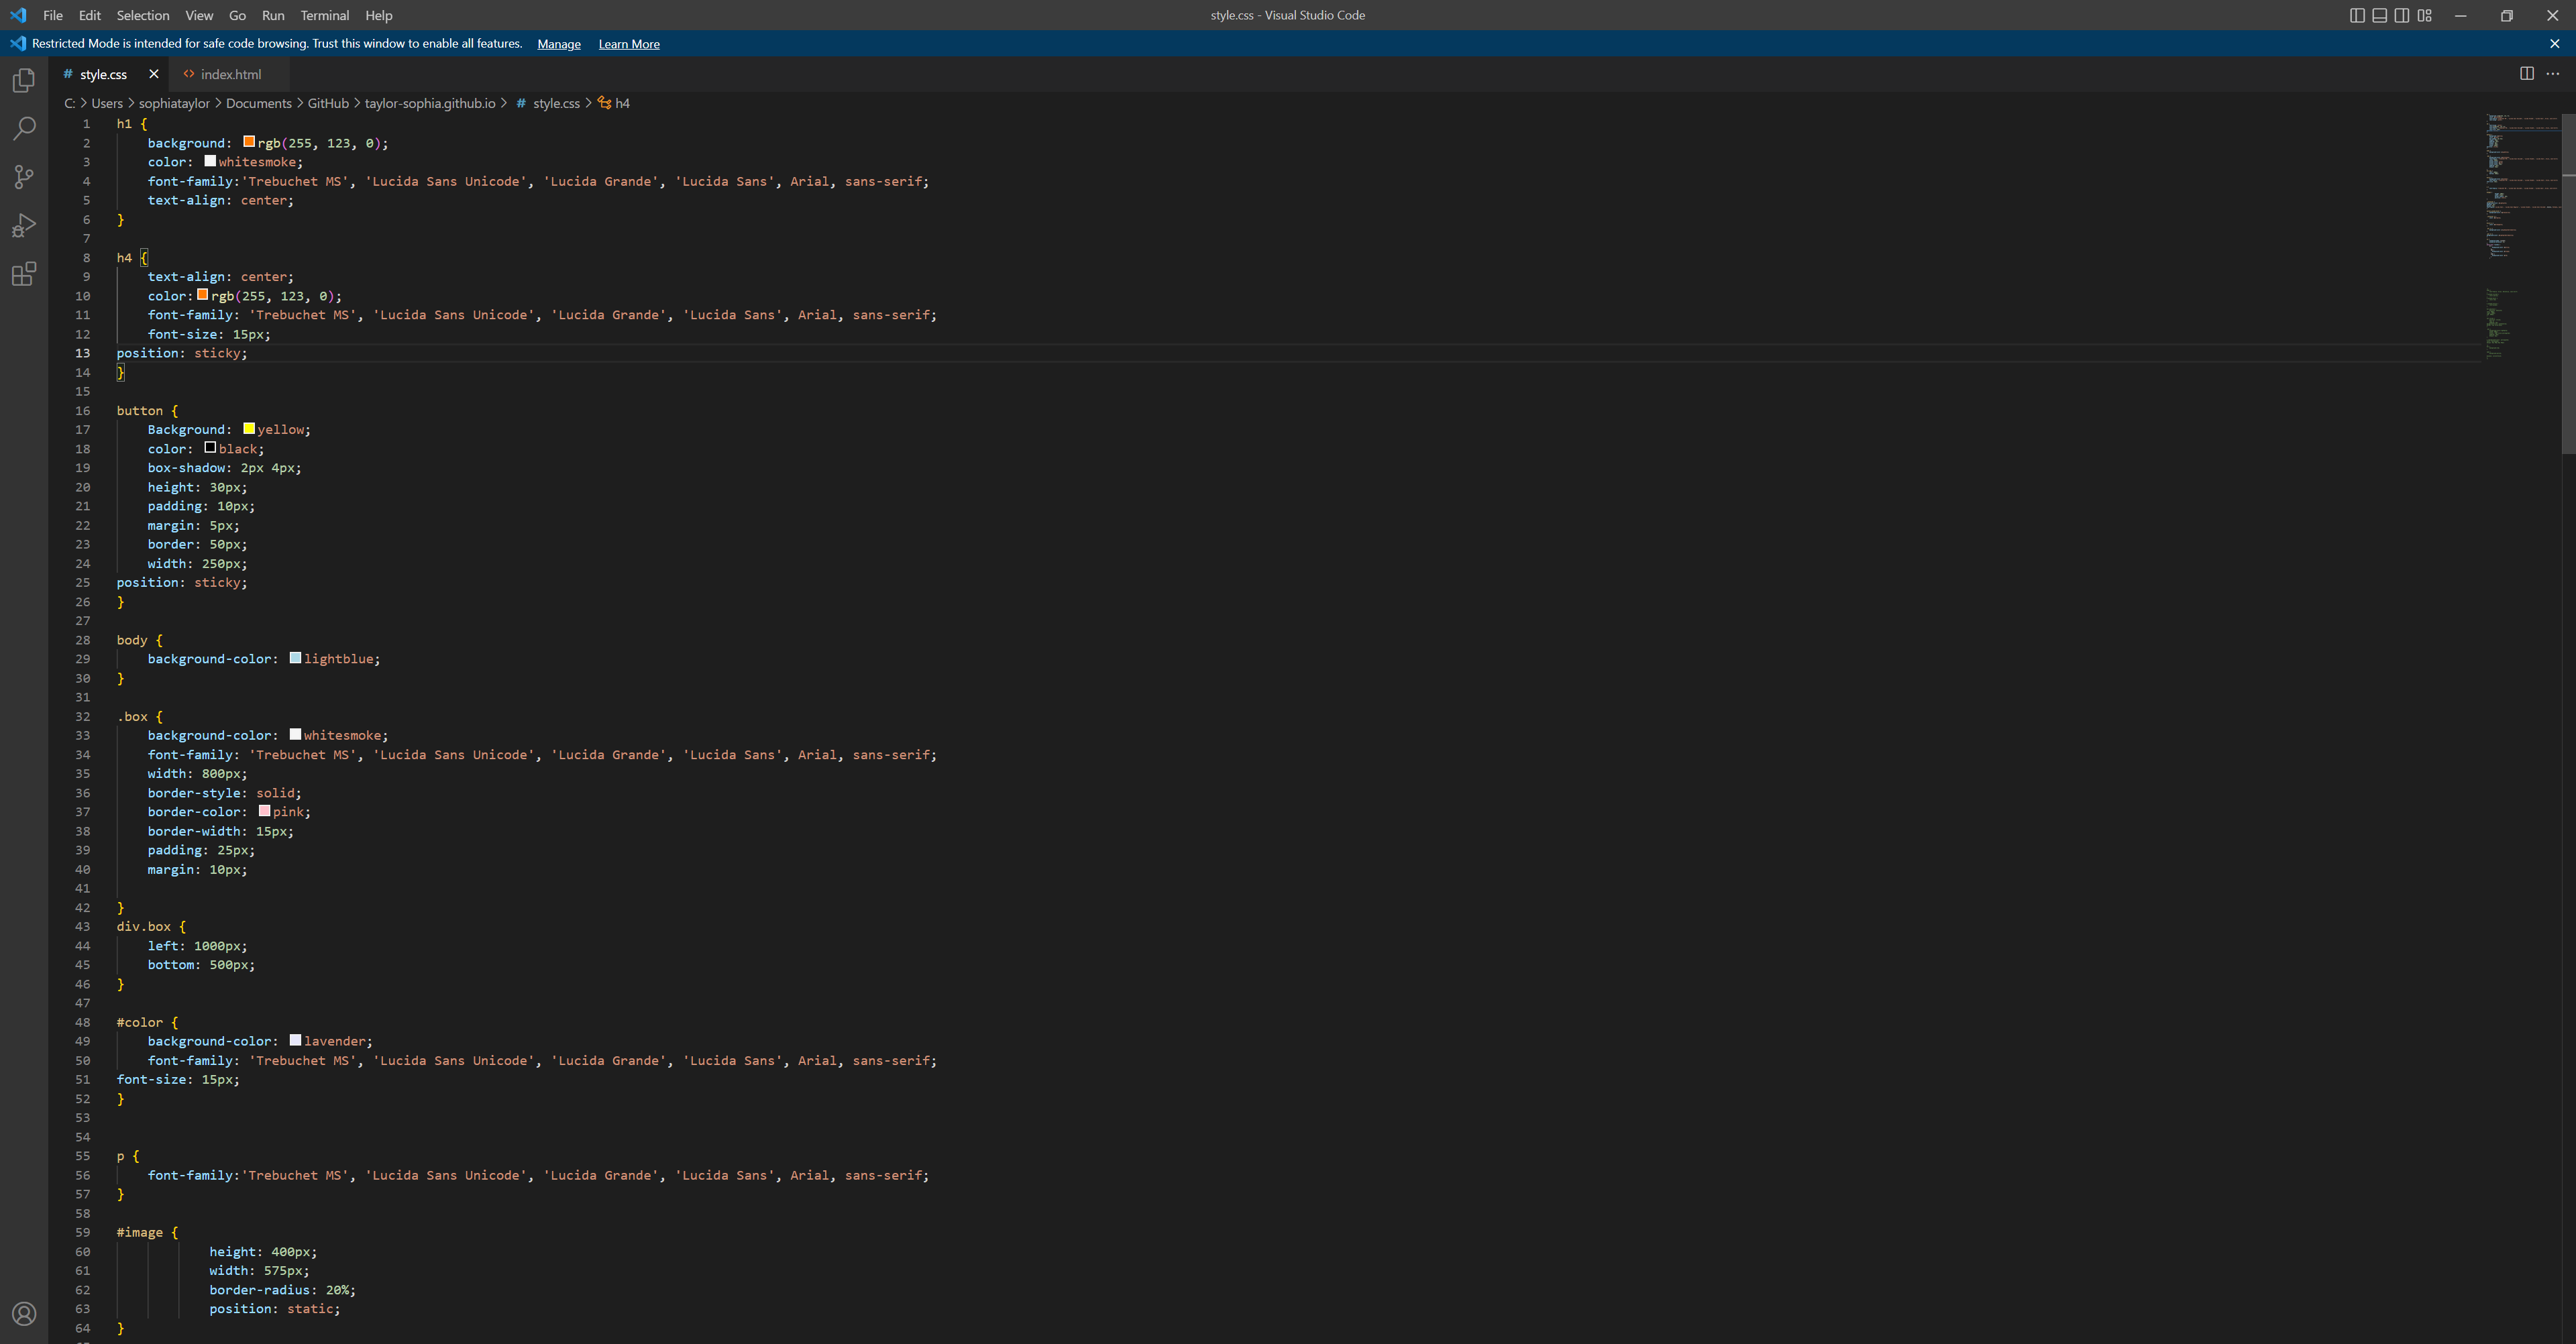 File Edit Selection View Go Run Terminal Help style.css - Visual Studio Code
Restricted Mode is intended for safe code browsing. Trust this window to enable all features. Manage Learn More
# style.css index.html
C: > Users > sophiataylor > Documents > GitHub > taylor-sophia.github.io > # style.css > h4
1 h1 {
2 background: rgb(255, 123, 0);
3 color: whitesmoke;
4 font-family:'Trebuchet MS', 'Lucida Sans Unicode', 'Lucida Grande', 'Lucida Sans', Arial, sans-serif;
5 text-align: center;
6 }
7
8 h4 {
9 text-align: center;
10 color: rgb(255, 123, 0);
11 font-family: 'Trebuchet MS', 'Lucida Sans Unicode', 'Lucida Grande', 'Lucida Sans', Arial, sans-serif;
12 font-size: 15px;
13 position: sticky;
14 }
15
16 button {
17 Background: yellow;
18 color: black;
19 box-shadow: 2px 4px;
20 height: 30px;
21 padding: 10px;
22 margin: 5px;
23 border: 50px;
24 width: 250px;
25 position: sticky;
26 }
27
28 body {
29 background-color: lightblue;
30 }
31
32 .box {
33 background-color: whitesmoke;
34 font-family: 'Trebuchet MS', 'Lucida Sans Unicode', 'Lucida Grande', 'Lucida Sans', Arial, sans-serif;
35 width: 800px;
36 border-style: solid;
37 border-color: pink;
38 border-width: 15px;
39 padding: 25px;
40 margin: 10px;
41
42 }
43 div.box {
44 left: 1000px;
45 bottom: 500px;
46 }
47
48 #color {
49 background-color: lavender;
50 font-family: 'Trebuchet MS', 'Lucida Sans Unicode', 'Lucida Grande', 'Lucida Sans', Arial, sans-serif;
51 font-size: 15px;
52 }
53
54
55 p {
56 font-family:'Trebuchet MS', 'Lucida Sans Unicode', 'Lucida Grande', 'Lucida Sans', Arial, sans-serif;
57 }
58
59 #image {
60 height: 400px;
61 width: 575px;
62 border-radius: 20%;
63 position: static;
64 }